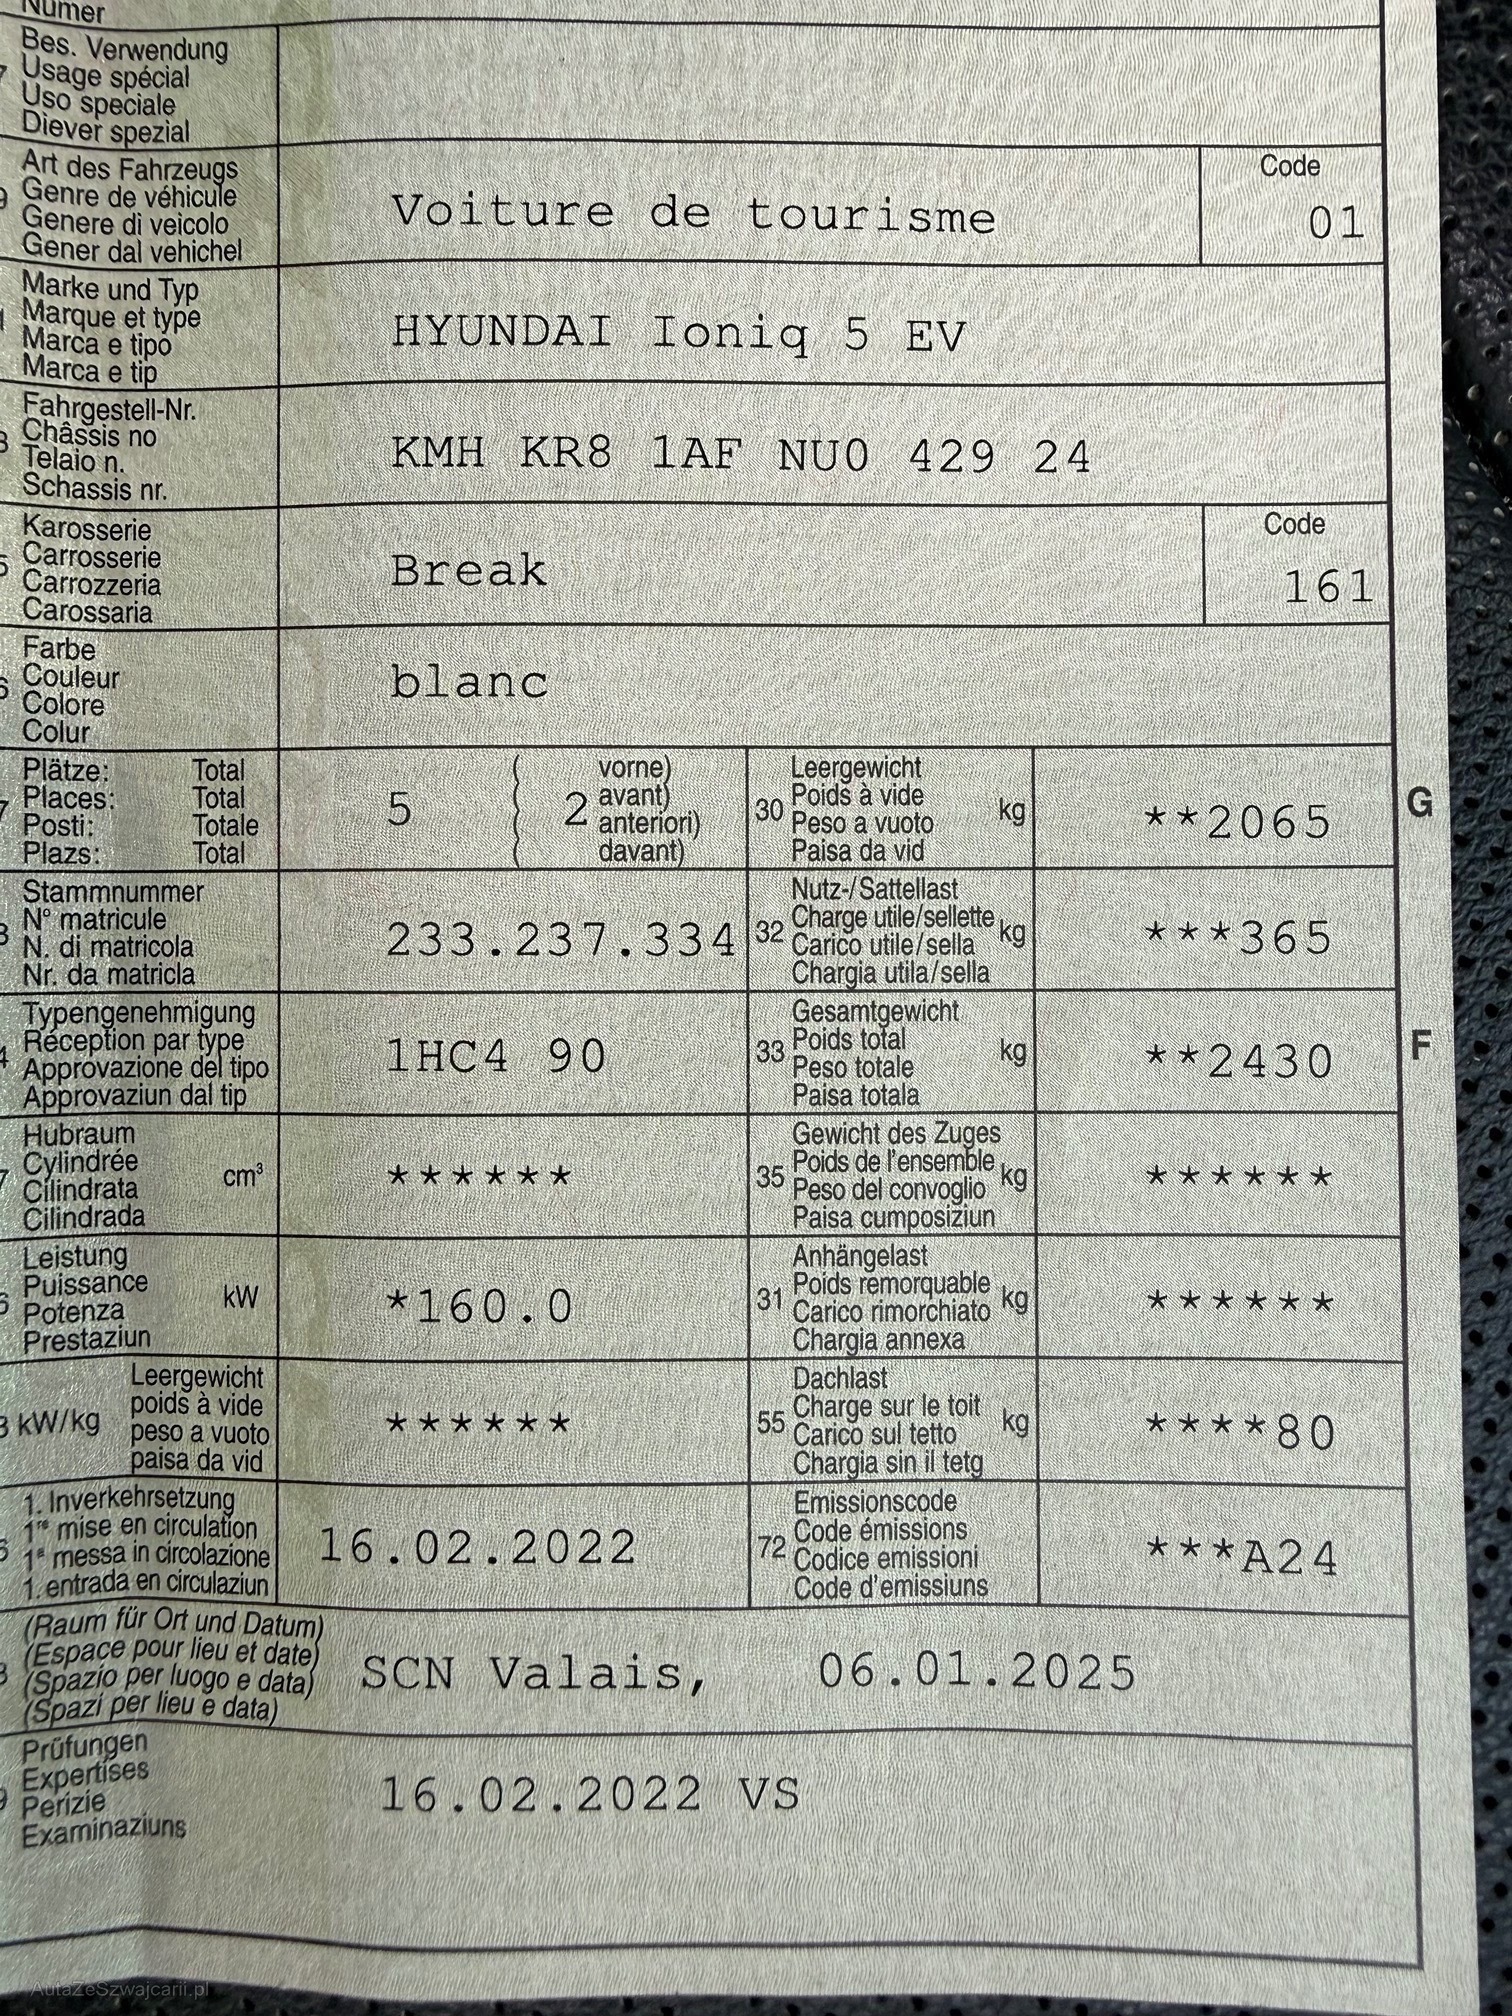 Numer
Bes. Verwendung
Usage spécial
Uso speciale
Diever spezial
Art des Fahrzeugs
Genre de véhicule
Genere di veicolo
Gener dal vehichel
Voiture de tourisme
Code
01
Marke und Typ
Marque et type
Marca e tipo
Marca e tip
HYUNDAI Ioniq 5 EV
Fahrgestell-Nr.
Châssis no
Telaio n.
Schassis nr.
KMH KR8 1AF NU0 429 24
Karosserie
Carrosserie
Carrozzeria
Carossaria
Break
Code
161
Farbe
Couleur
Colore
Colur
blanc
Plätze: Total
Places: Total
Posti: Totale
Plazs: Total
5 ( 2 vorne)
avant)
anteriori)
davant)
30 Leergewicht
Poids à vide kg
Peso a vuoto
Paisa da vid
**2065
G
Stammnummer
N° matricule
N. di matricola
Nr. da matricla
233.237.334
32 Nutz-/Sattellast
Charge utile/sellette kg
Carico utile/sella
Chargia utila/sella
***365
Typengenehmigung
Réception par type
Approvazione del tipo
Approvaziun dal tip
1HC4 90
33 Gesamtgewicht
Poids total kg
Peso totale
Paisa totala
**2430
F
Hubraum
Cylindrée cm³
Cilindrata
Cilindrada
******
35 Gewicht des Zuges
Poids de l'ensemble kg
Peso del convoglio
Paisa cumposiziun
******
Leistung
Puissance kW
Potenza
Prestaziun
*160.0
31 Anhängelast
Poids remorquable kg
Carico rimorchiato
Chargia annexa
******
kW/kg Leergewicht
poids à vide
peso a vuoto
paisa da vid
******
55 Dachlast
Charge sur le toit kg
Carico sul tetto
Chargia sin il tetg
****80
1. Inverkehrsetzung
1re mise en circulation
1a messa in circolazione
1. entrada en circulaziun
16.02.2022
72 Emissionscode
Code émissions
Codice emissioni
Code d'emissiuns
***A24
(Raum für Ort und Datum)
(Espace pour lieu et date)
(Spazio per luogo e data)
(Spazi per lieu e data)
SCN Valais, 06.01.2025
Prüfungen
Expertises
Perizie
Examinaziuns
16.02.2022 VS
AutaZeSzwajcarii.pl